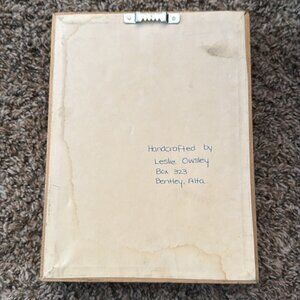 Handcrafted by
Leslie Owsley
Box 323
Bentley, Alta.